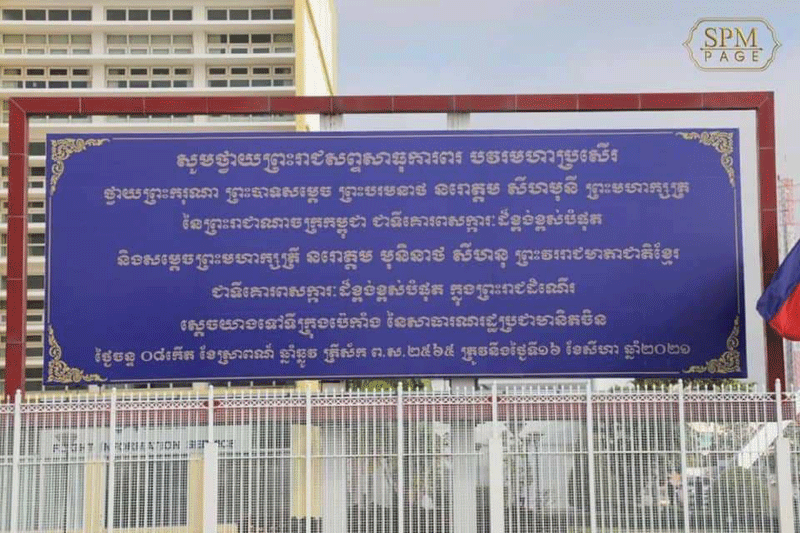 SPM
PAGE
សូមថ្វាយព្រះរាជសព្ទសាធុការពរ បវរមហាប្រសើរ
ថ្វាយព្រះករុណា ព្រះបាទសម្តេច ព្រះបរមនាថ នរោត្តម សីហមុនី ព្រះមហាក្សត្រ
នៃព្រះរាជាណាចក្រកម្ពុជា ជាទីគោរពសក្ការៈដ៏ខ្ពង់ខ្ពស់បំផុត
និងសម្តេចព្រះមហាក្សត្រី នរោត្តម មុនិនាថ សីហនុ ព្រះវររាជមាតាជាតិខ្មែរ
ជាទីគោរពសក្ការៈដ៏ខ្ពង់ខ្ពស់បំផុត ក្នុងព្រះរាជដំណើរ
ស្តេចយាងទៅទីក្រុងប៉េកាំង នៃសាធារណរដ្ឋប្រជាមានិតចិន
ថ្ងៃចន្ទ ០៨កើត ខែស្រាពណ៍ ឆ្នាំឆ្លូវ ត្រីស័ក ព.ស.២៥៦៥ ត្រូវនឹងថ្ងៃទី១៦ ខែសីហា ឆ្នាំ២០២១
FLIGHT INFORMATION SERVICE